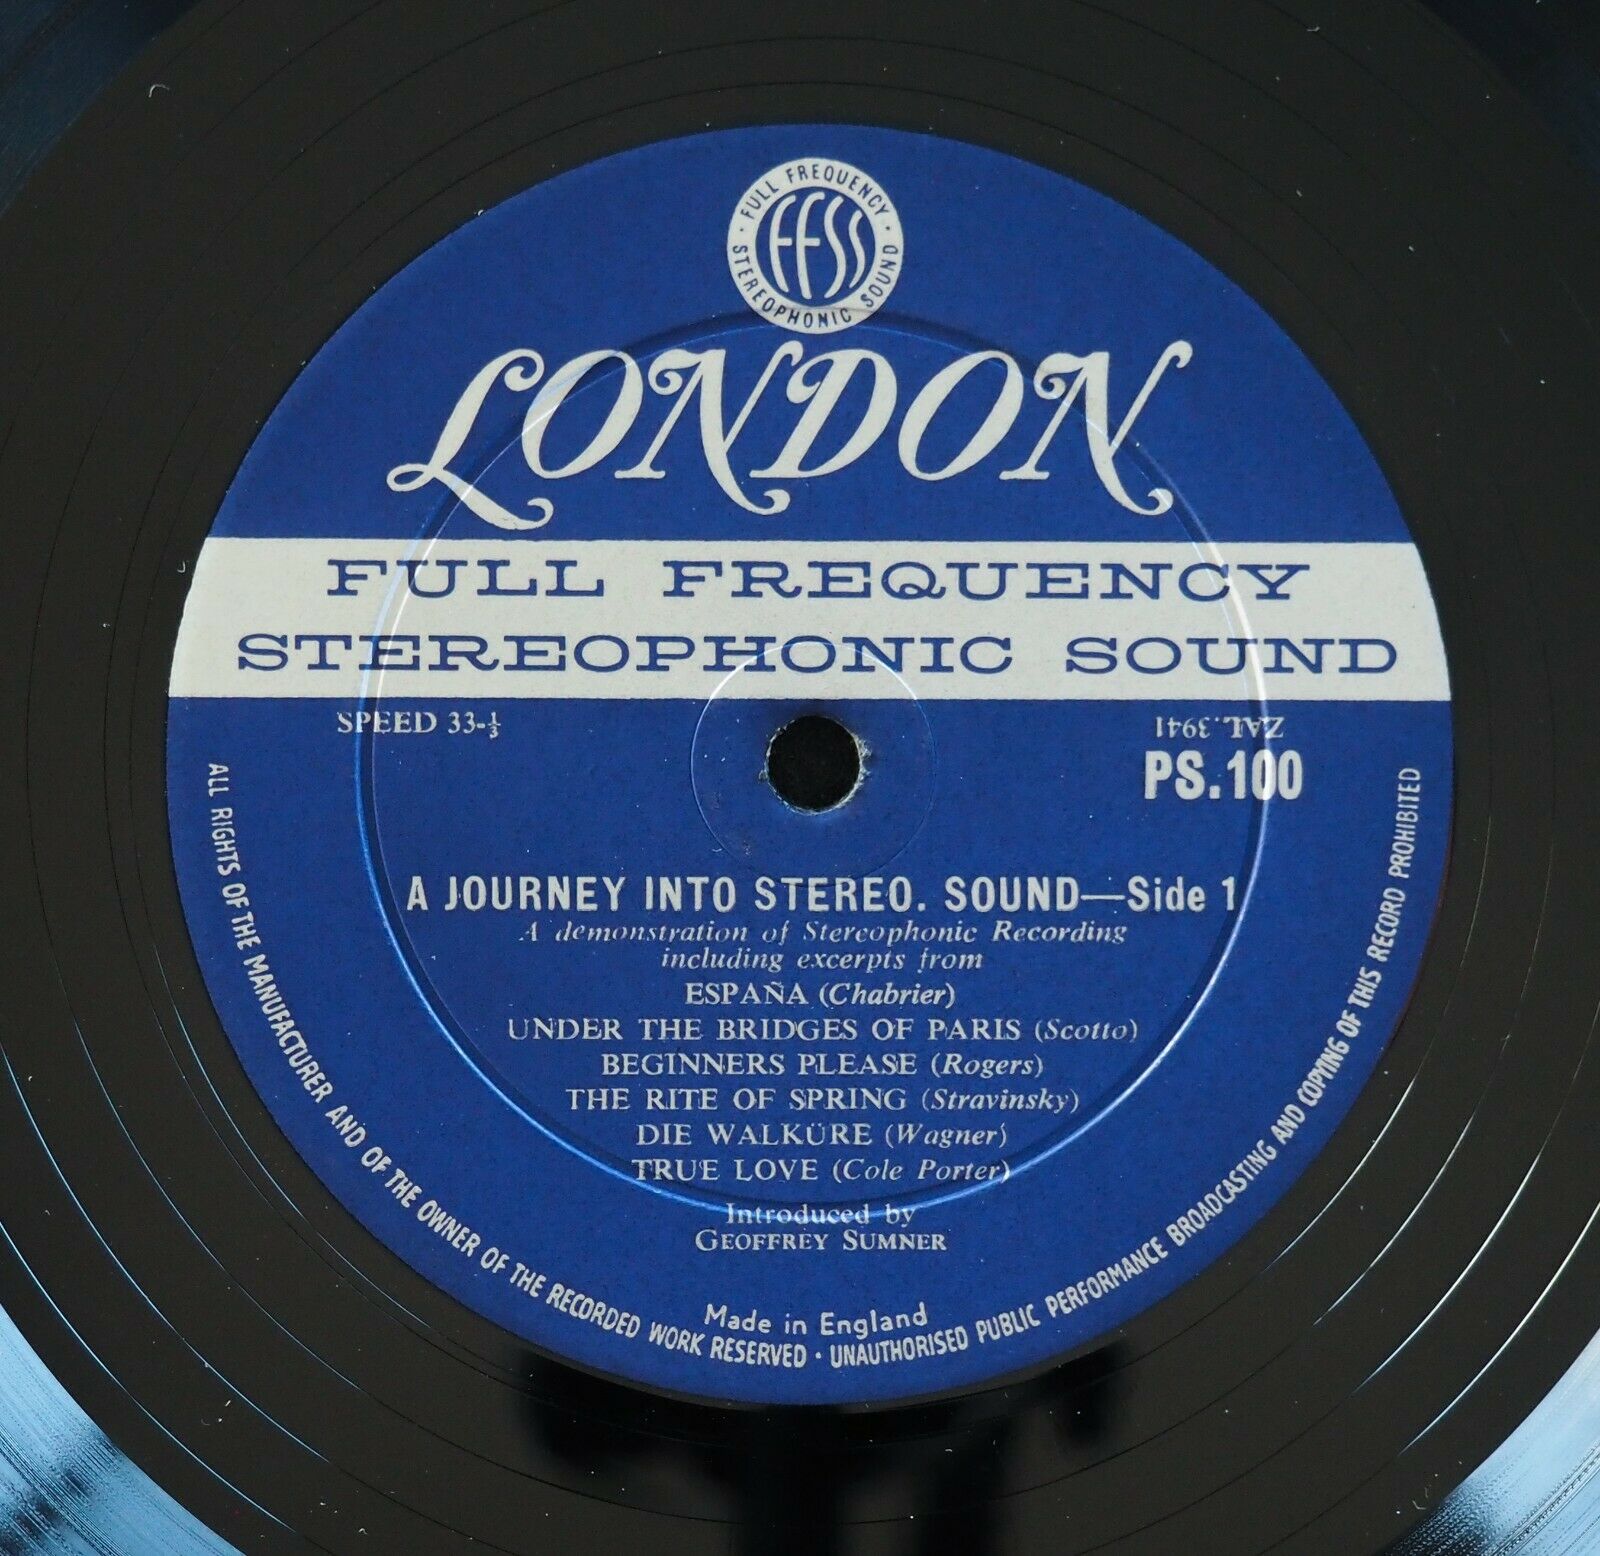 FULL FREQUENCY
FFSS
STEREOPHONIC SOUND
LONDON
FULL FREQUENCY
STEREOPHONIC SOUND
SPEED 33-⅓
ZAL.3941
PS.100
A JOURNEY INTO STEREO. SOUND—Side 1
A demonstration of Stereophonic Recording
including excerpts from
ESPAÑA (Chabrier)
UNDER THE BRIDGES OF PARIS (Scotto)
BEGINNERS PLEASE (Rogers)
THE RITE OF SPRING (Stravinsky)
DIE WALKÜRE (Wagner)
TRUE LOVE (Cole Porter)
Introduced by
GEOFFREY SUMNER
Made in England
ALL RIGHTS OF THE MANUFACTURER AND OF THE OWNER OF THE RECORDED WORK RESERVED · UNAUTHORISED PUBLIC PERFORMANCE BROADCASTING AND COPYING OF THIS RECORD PROHIBITED